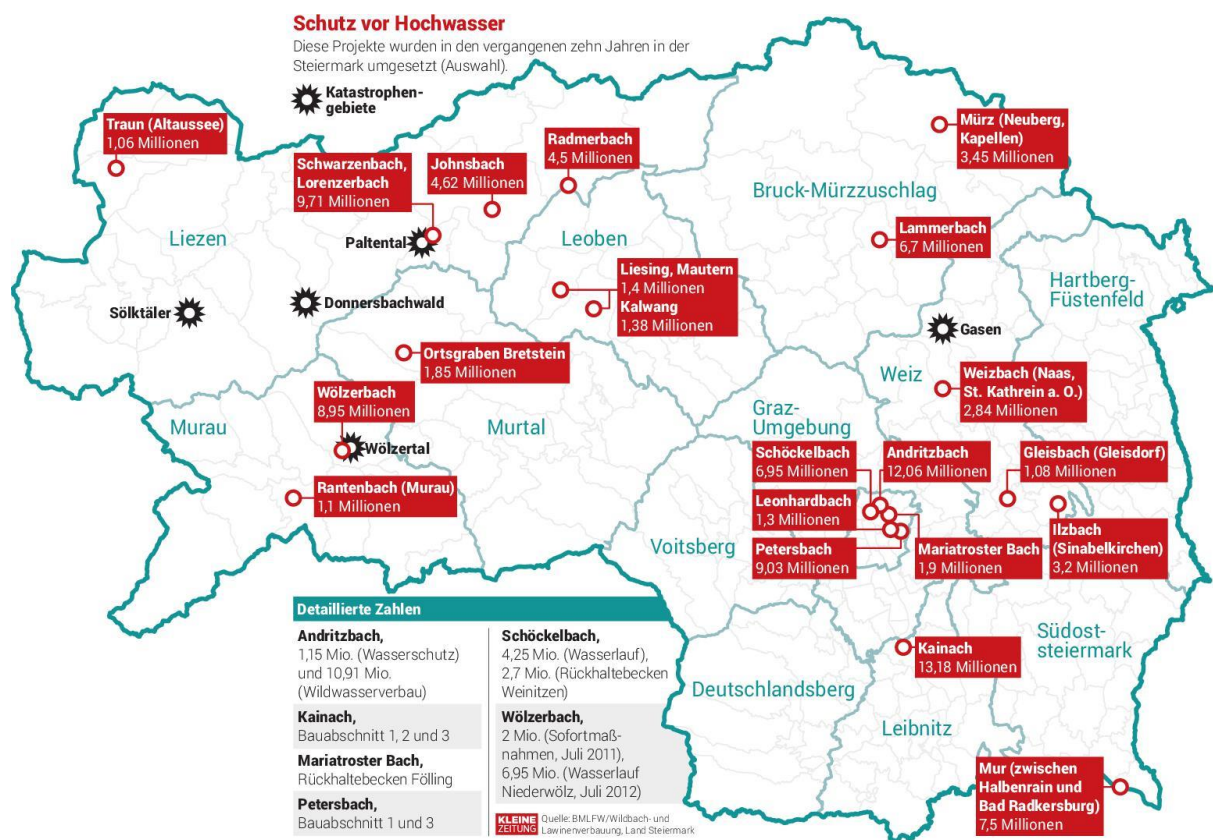 Schutz vor Hochwasser
Diese Projekte wurden in den vergangenen zehn Jahren in der
Steiermark umgesetzt (Auswahl).
Katastrophen-
gebiete
Traun (Altaussee)
1,06 Millionen
Schwarzenbach,
Lorenzerbach
9,71 Millionen
Johnsbach
4,62 Millionen
Radmerbach
4,5 Millionen
Mürz (Neuberg,
Kapellen)
3,45 Millionen
Bruck-Mürzzuschlag
Liezen
Paltental
Leoben
Lammerbach
6,7 Millionen
Liesing, Mautern
1,4 Millionen
Kalwang
1,38 Millionen
Hartberg-
Füstenfeld
Sölktäler
Donnersbachwald
Gasen
Ortsgraben Bretstein
1,85 Millionen
Weiz
Weizbach (Naas,
St. Kathrein a. O.)
2,84 Millionen
Wölzerbach
8,95 Millionen
Murau
Wölzertal
Murtal
Graz-
Umgebung
Schöckelbach
6,95 Millionen
Andritzbach
12,06 Millionen
Gleisbach (Gleisdorf)
1,08 Millionen
Rantenbach (Murau)
1,1 Millionen
Leonhardbach
1,3 Millionen
Voitsberg
Petersbach
9,03 Millionen
Mariatroster Bach
1,9 Millionen
Ilzbach
(Sinabelkirchen)
3,2 Millionen
Südost-
steiermark
Kainach
13,18 Millionen
Deutschlandsberg
Leibnitz
Mur (zwischen
Halbenrain und
Bad Radkersburg)
7,5 Millionen
Detaillierte Zahlen
Andritzbach,
1,15 Mio. (Wasserschutz)
und 10,91 Mio.
(Wildwasserverbau)
Kainach,
Bauabschnitt 1, 2 und 3
Mariatroster Bach,
Rückhaltebecken Fölling
Petersbach,
Bauabschnitt 1 und 3
Schöckelbach,
4,25 Mio. (Wasserlauf),
2,7 Mio. (Rückhaltebecken
Weinitzen)
Wölzerbach,
2 Mio. (Sofortmaß-
nahmen, Juli 2011),
6,95 Mio. (Wasserlauf
Niederwölz, Juli 2012)
KLEINE
ZEITUNG
Quelle: BMLFW/Wildbach- und
Lawinenverbauung, Land Steiermark